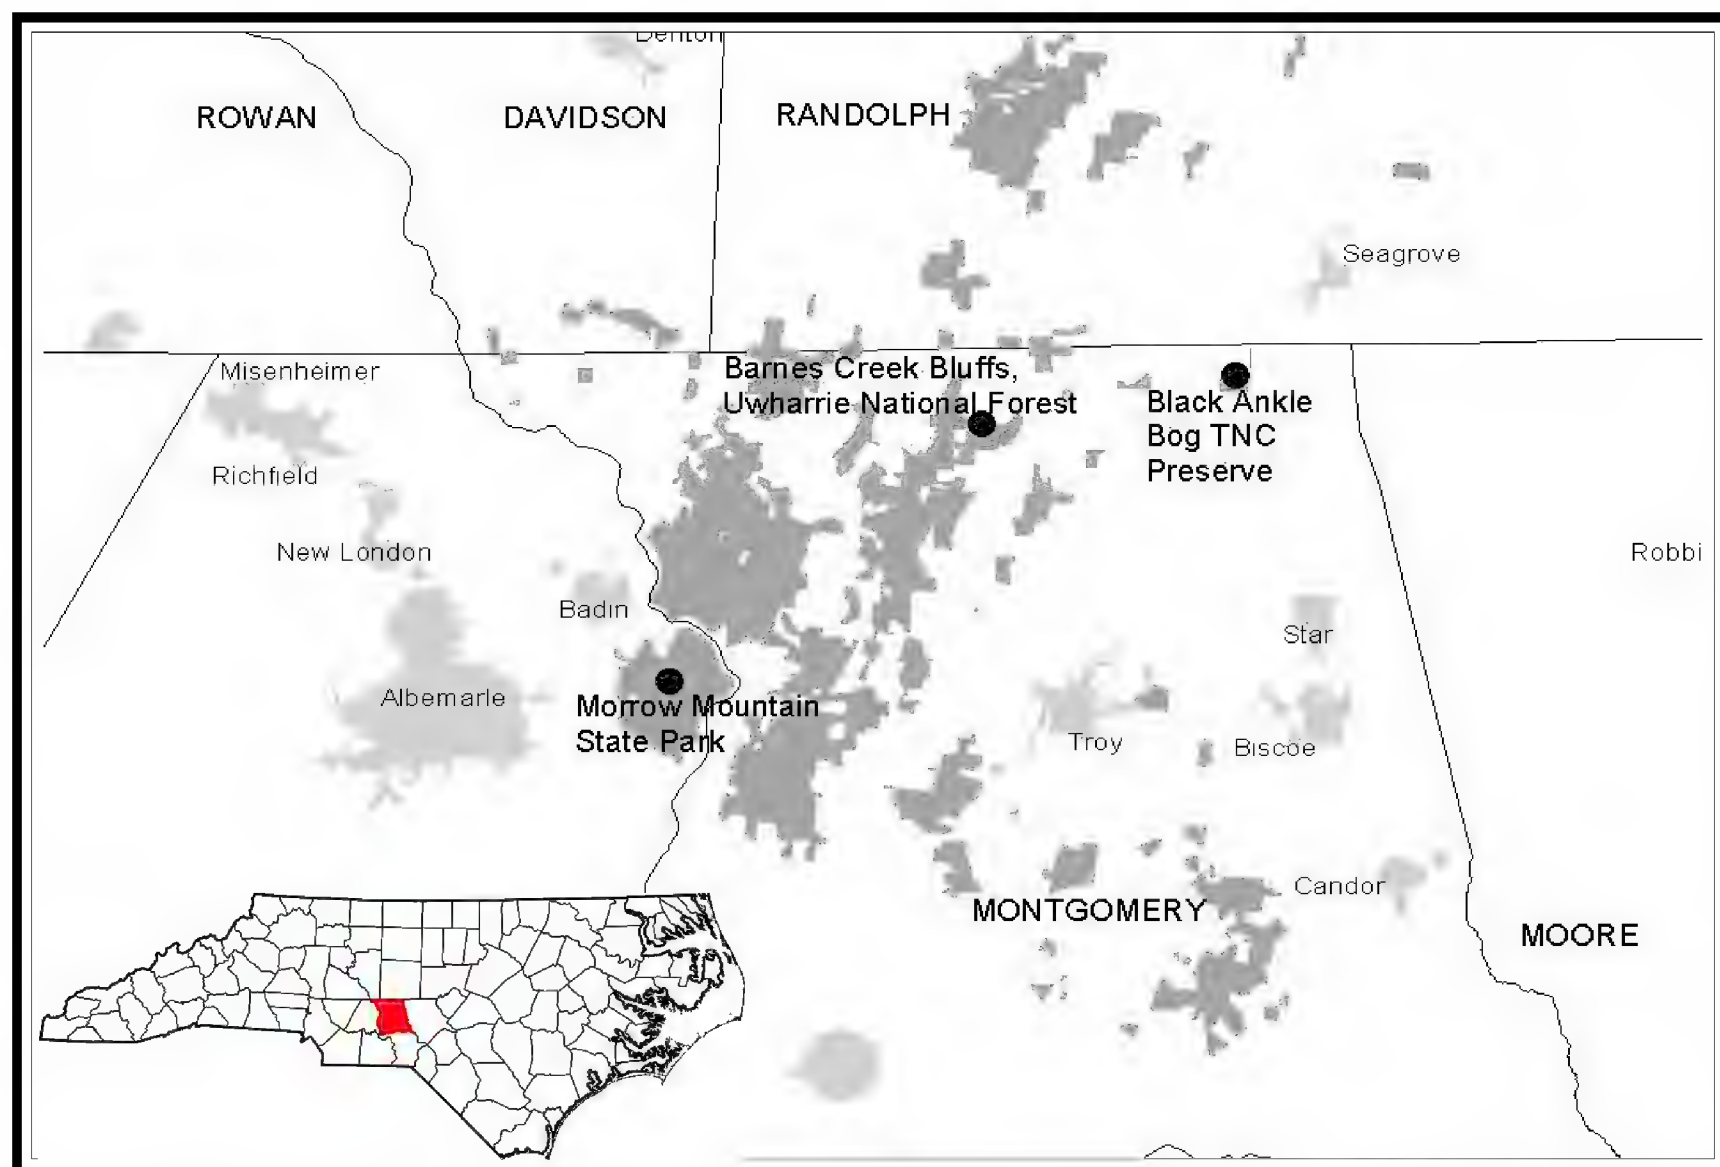 Denton
ROWAN
DAVIDSON
RANDOLPH
Seagrove
Misenheimer
Barnes Creek Bluffs,
Uwharrie National Forest
Black Ankle
Bog TNC
Preserve
Richfield
New London
Robbi
Badin
Star
Albemarle
Morrow Mountain
State Park
Troy
Biscoe
Candor
MONTGOMERY
MOORE